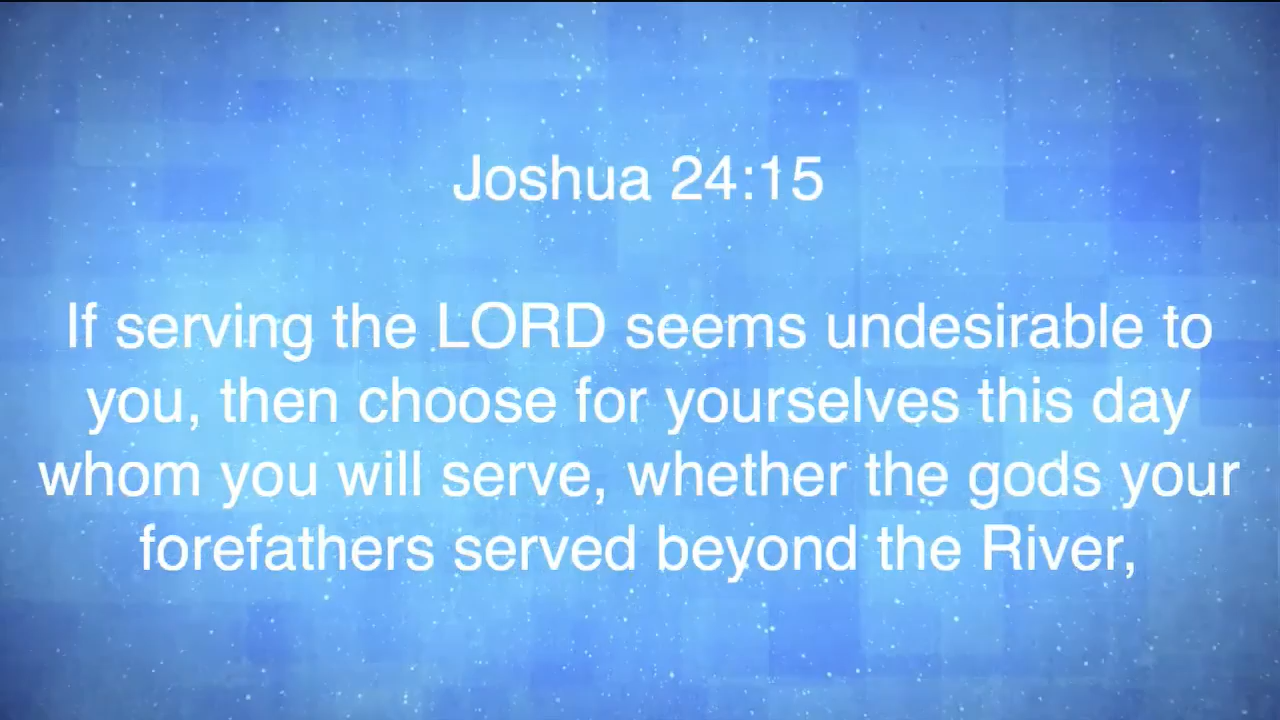 Joshua 24:15
If serving the LORD seems undesirable to
you, then choose for yourselves this day
whom you will serve, whether the gods your
forefathers served beyond the River,